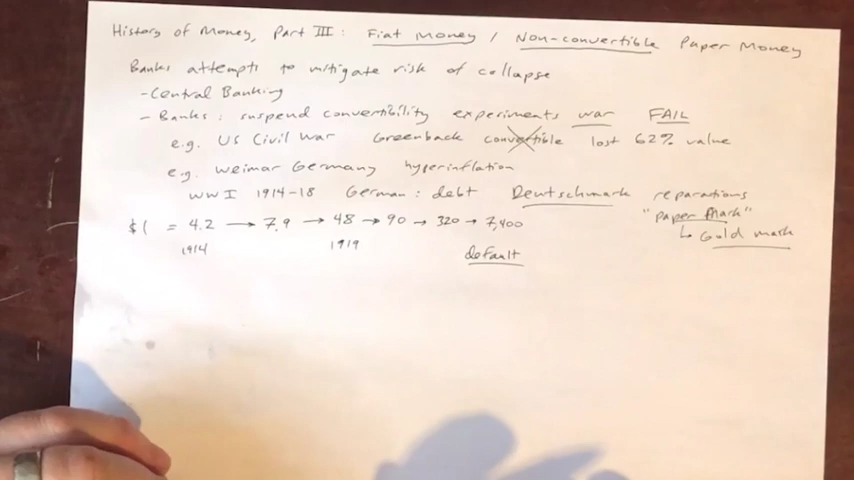 History of Money, Part III: Fiat Money / Non-convertible Paper Money
Banks attempts to mitigate risk of collapse
- Central Banking
- Banks: suspend convertibility experiments war FAIL
e.g. US Civil War Greenback convertible lost 62% value
e.g. Weimar Germany hyperinflation
WWI 1914-18 German: debt Deutschmark reparations
"paper Mark"
↳ Gold mark
$1 = 4.2 → 7.9 → 48 → 90 → 320 → 7,400
1914 1919
default